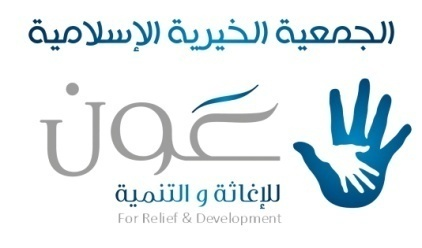 الجمعية الخيرية الإسلامية
عون
للإغاثة و التنمية
For Relief & Development